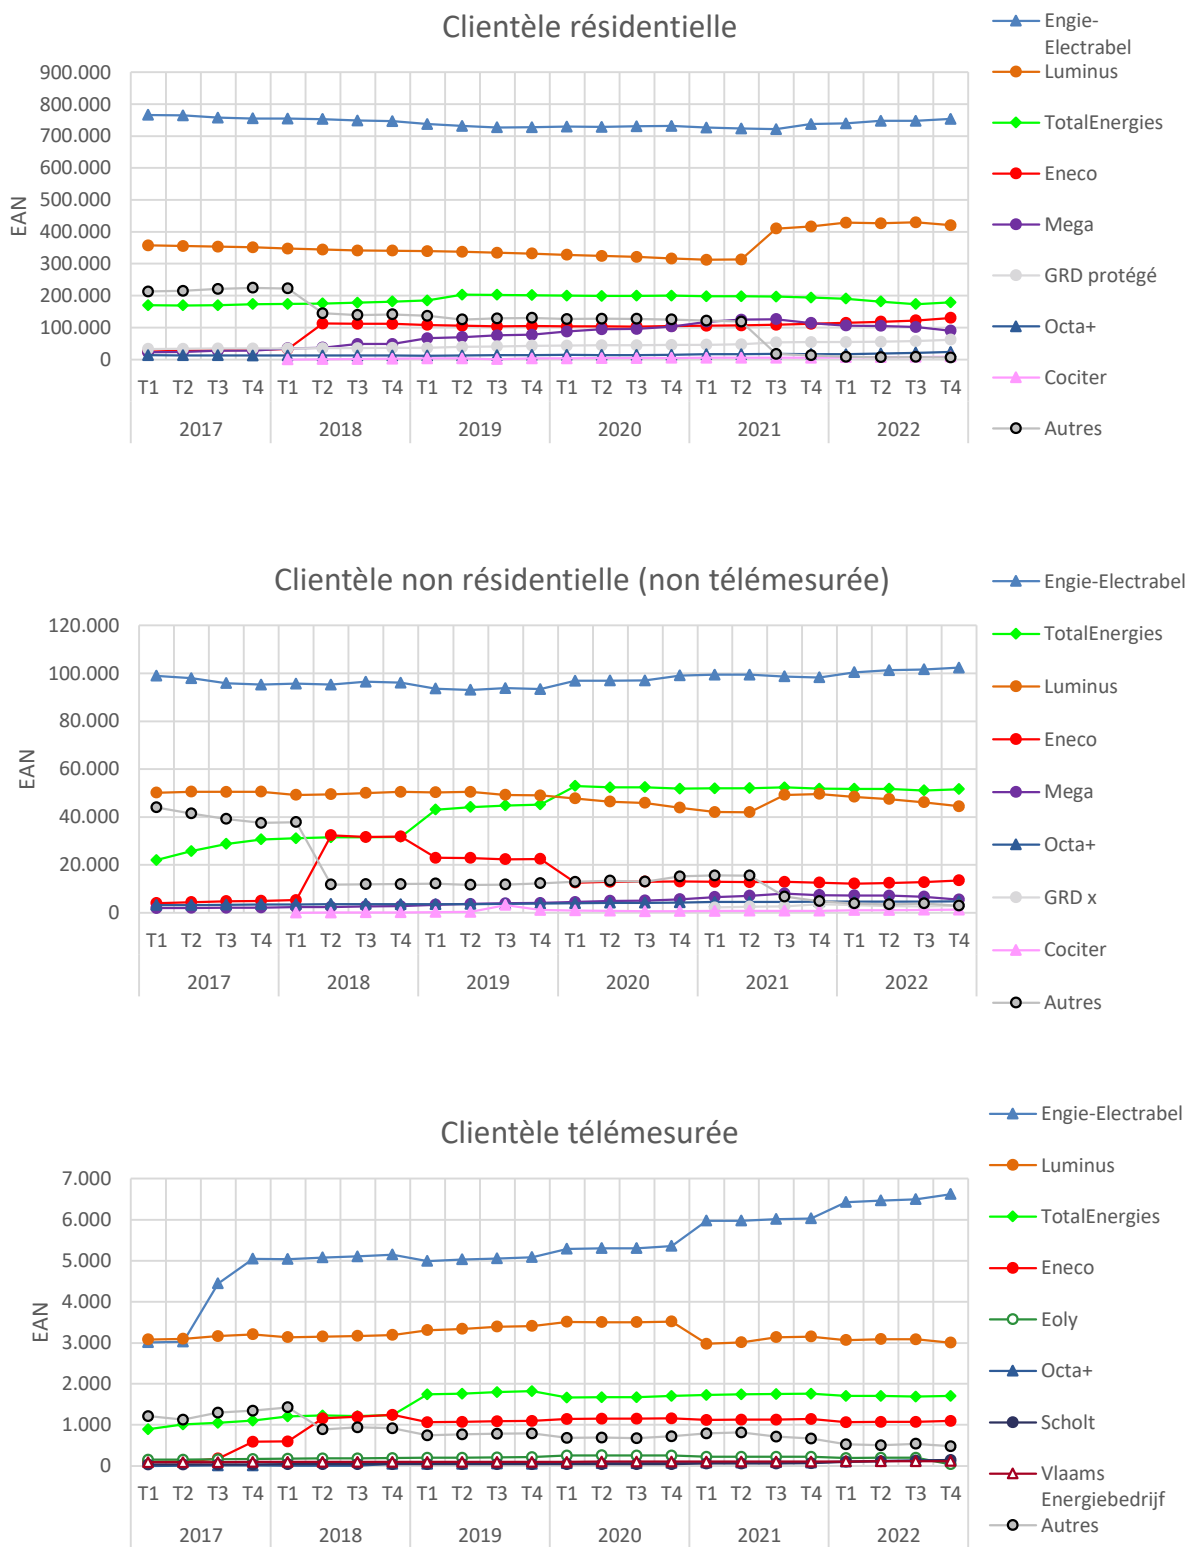 Clientèle résidentielle
EAN
900.000
800.000
700.000
600.000
500.000
400.000
300.000
200.000
100.000
0
T1 T2 T3 T4 T1 T2 T3 T4 T1 T2 T3 T4 T1 T2 T3 T4 T1 T2 T3 T4 T1 T2 T3 T4
2017 2018 2019 2020 2021 2022
Engie-
Electrabel
Luminus
TotalEnergies
Eneco
Mega
GRD protégé
Octa+
Cociter
Autres
Clientèle non résidentielle (non télémesurée)
EAN
120.000
100.000
80.000
60.000
40.000
20.000
0
T1 T2 T3 T4 T1 T2 T3 T4 T1 T2 T3 T4 T1 T2 T3 T4 T1 T2 T3 T4 T1 T2 T3 T4
2017 2018 2019 2020 2021 2022
Engie-Electrabel
TotalEnergies
Luminus
Eneco
Mega
Octa+
GRD x
Cociter
Autres
Clientèle télémesurée
EAN
7.000
6.000
5.000
4.000
3.000
2.000
1.000
0
T1 T2 T3 T4 T1 T2 T3 T4 T1 T2 T3 T4 T1 T2 T3 T4 T1 T2 T3 T4 T1 T2 T3 T4
2017 2018 2019 2020 2021 2022
Engie-Electrabel
Luminus
TotalEnergies
Eneco
Eoly
Octa+
Scholt
Vlaams
Energiebedrijf
Autres